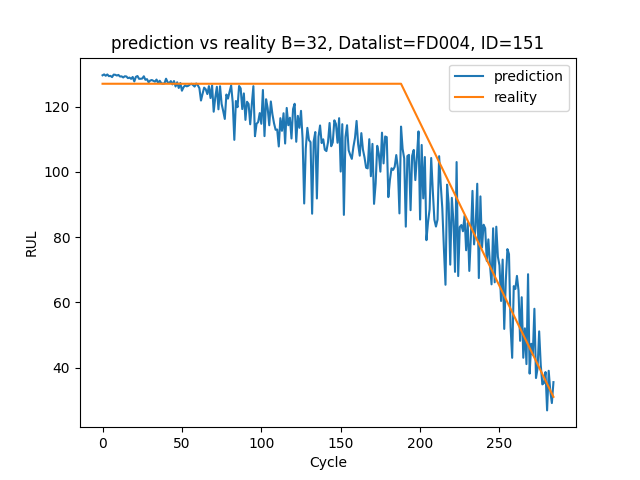 prediction vs reality B=32, Datalist=FD004, ID=151
prediction
reality
RUL
120
100
80
60
40
0
50
100
150
200
250
Cycle